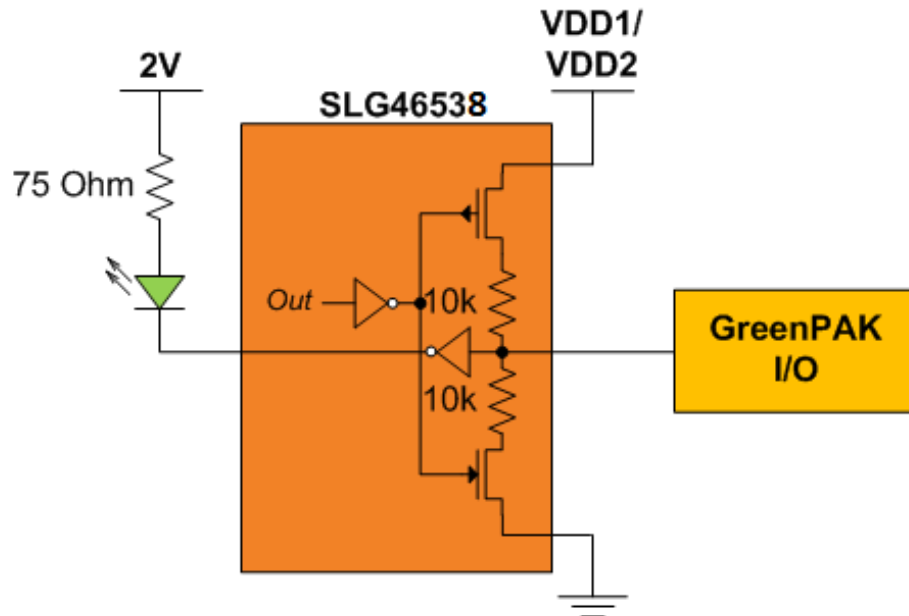 VDD1/
VDD2
2V
SLG46538
75 Ohm
Out
10k
10k
GreenPAK
I/O